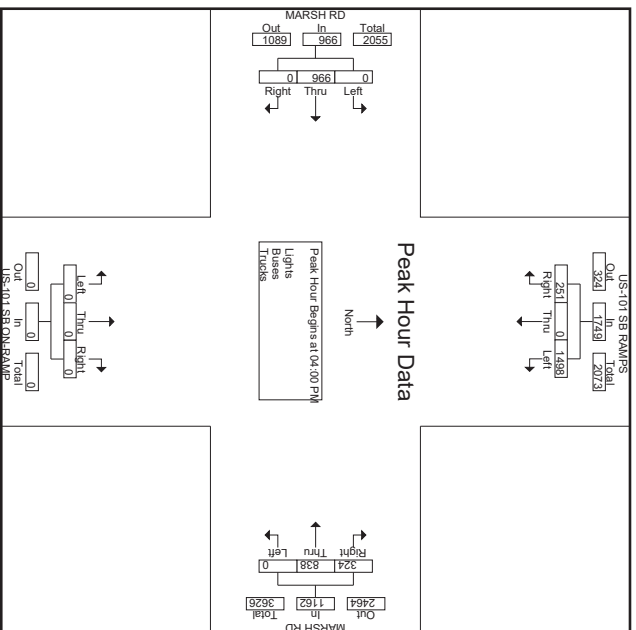 MARSH RD
Out In Total
1089 966 2055
0 966 0
Right Thru Left
US-101 SB RAMPS
Out In Total
324 1749 2073
251 0 1498
Right Thru Left
Peak Hour Data
North
Peak Hour Begins at 04:00 PM
Lights
Buses
Trucks
Left Thru Right
0 0 0
Out In Total
0 0 0
US-101 SB ON-RAMP
Left Thru Right
0 838 324
Total In Out
3626 1162 2464
MARSH RD